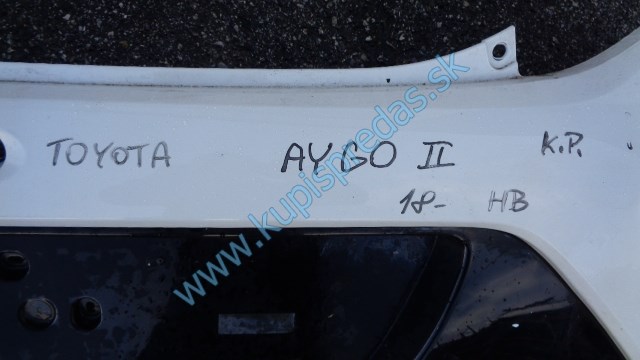 TOYOTA AYGO II K.P.
18- HB
www.kupispredas.sk